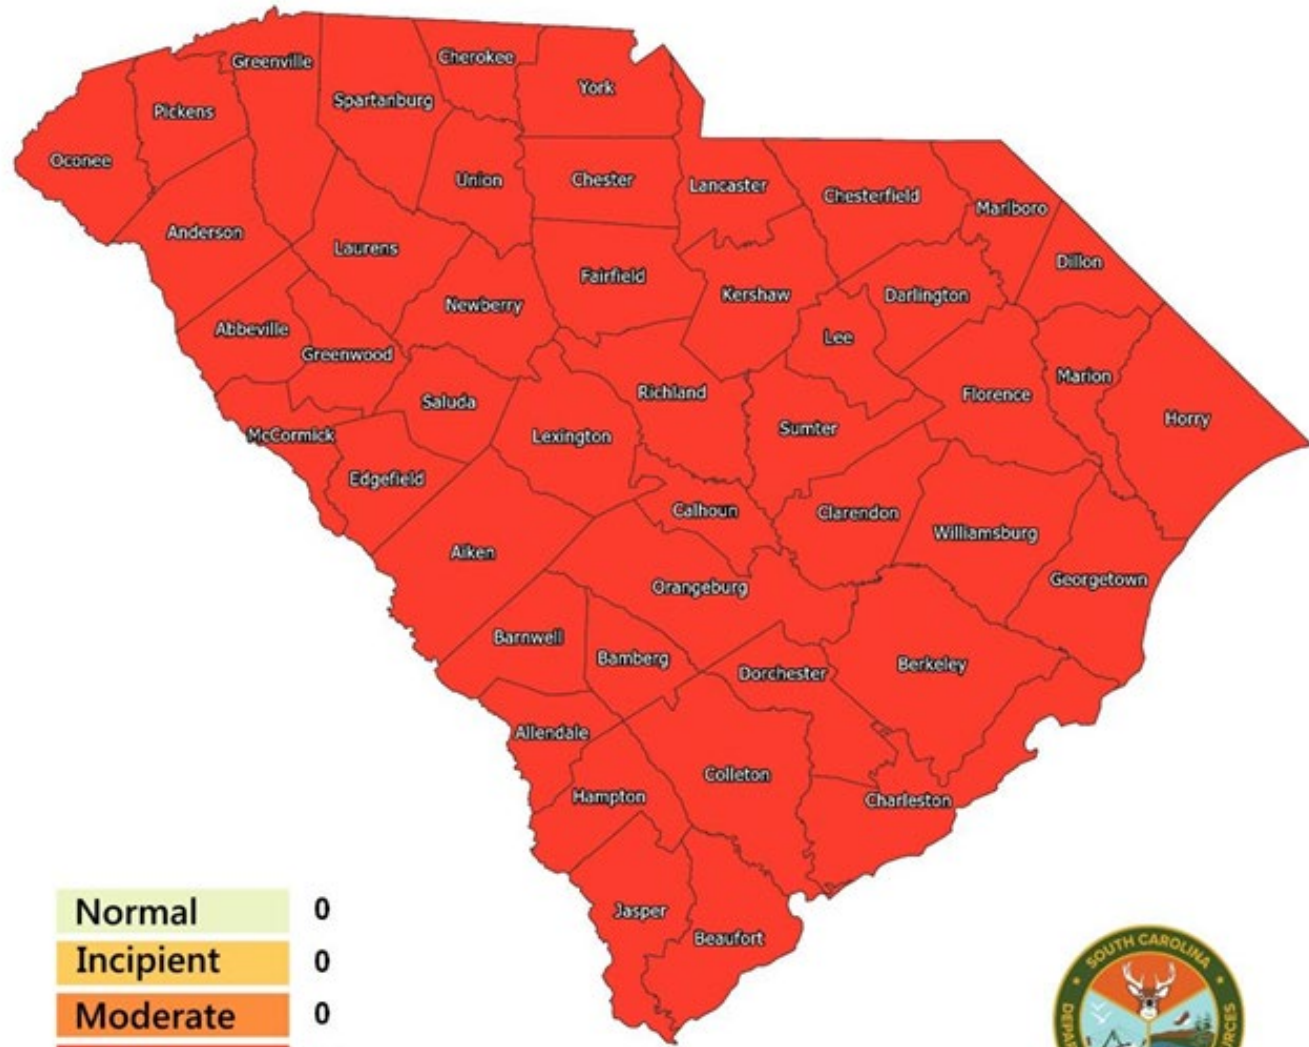 Greenville
Cherokee
York
Spartanburg
Pickens
Oconee
Union
Chester
Lancaster
Chesterfield
Marlboro
Anderson
Laurens
Dillon
Fairfield
Kershaw
Darlington
Newberry
Abbeville
Lee
Greenwood
Marion
Richland
Florence
Saluda
Horry
Sumter
McCormick
Lexington
Edgefield
Calhoun
Clarendon
Williamsburg
Aiken
Georgetown
Orangeburg
Barnwell
Bamberg
Berkeley
Dorchester
Allendale
Colleton
Hampton
Charleston
Jasper
Beaufort
Normal 0
Incipient 0
Moderate 0
SOUTH CAROLINA